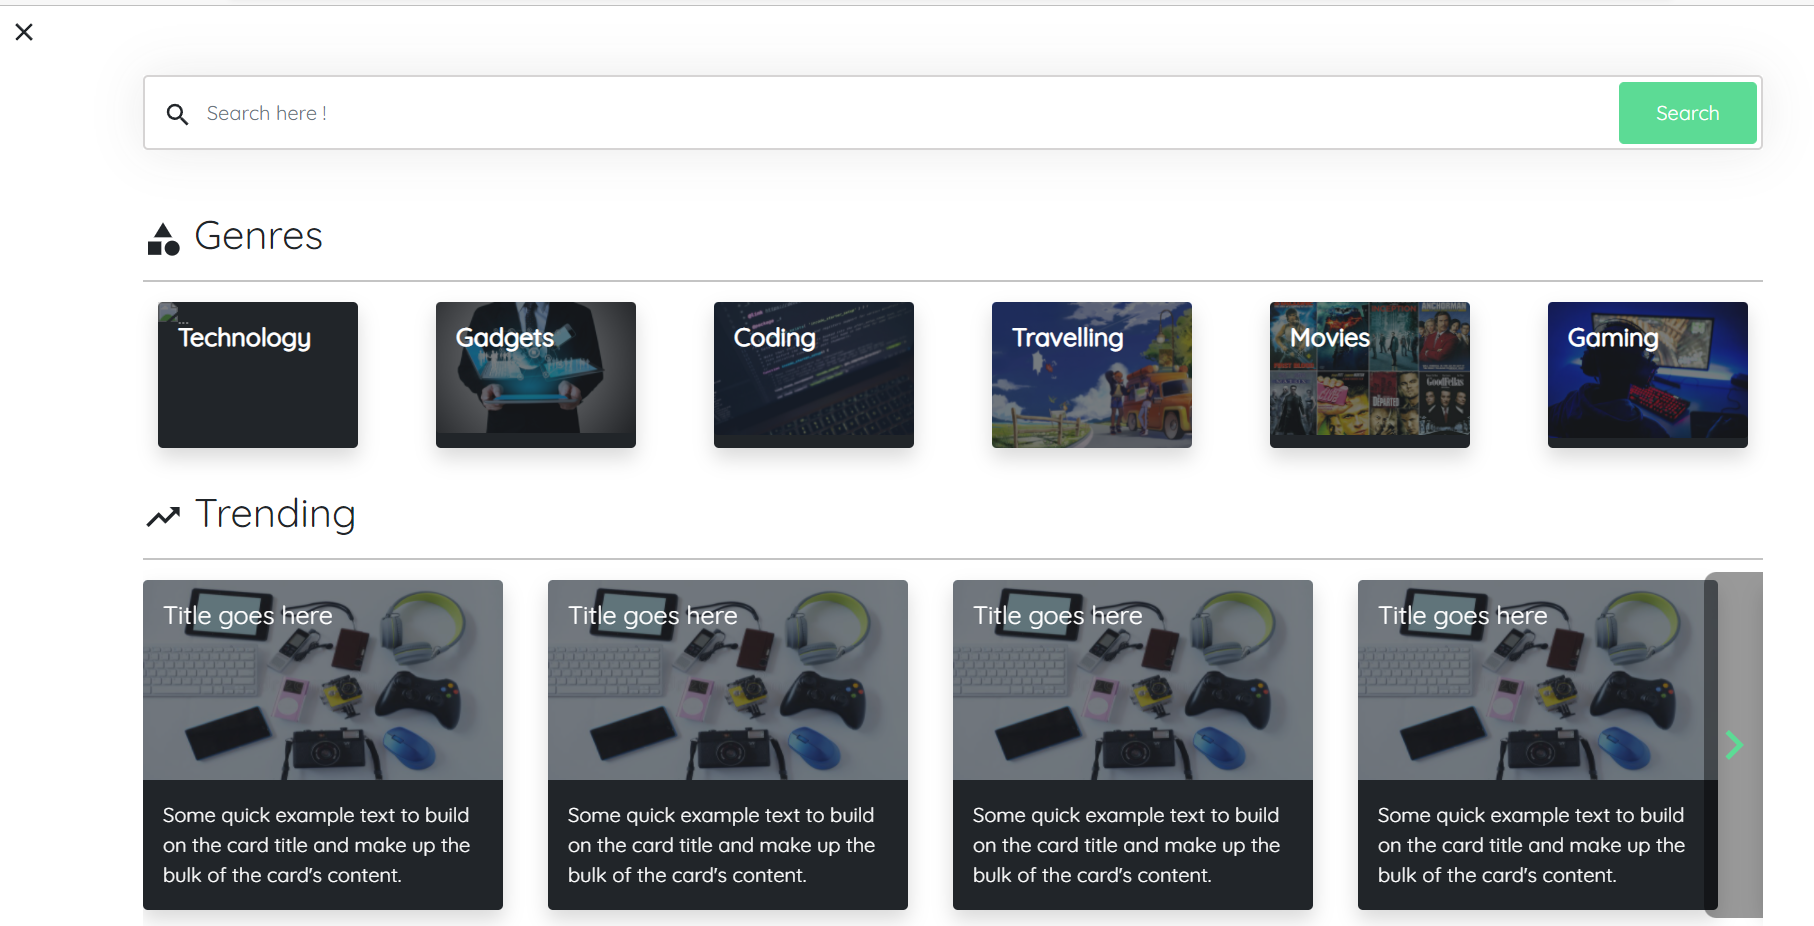 Search here !
Search
Genres
...
Technology
Gadgets
Coding
Travelling
Movies
Gaming
ANCHORMAN
INCEPTION
THE DEPARTED
GoodFellas
Trending
Title goes here
Title goes here
Title goes here
Title goes here
Some quick example text to build
on the card title and make up the
bulk of the card's content.
Some quick example text to build
on the card title and make up the
bulk of the card's content.
Some quick example text to build
on the card title and make up the
bulk of the card's content.
Some quick example text to build
on the card title and make up the
bulk of the card's content.